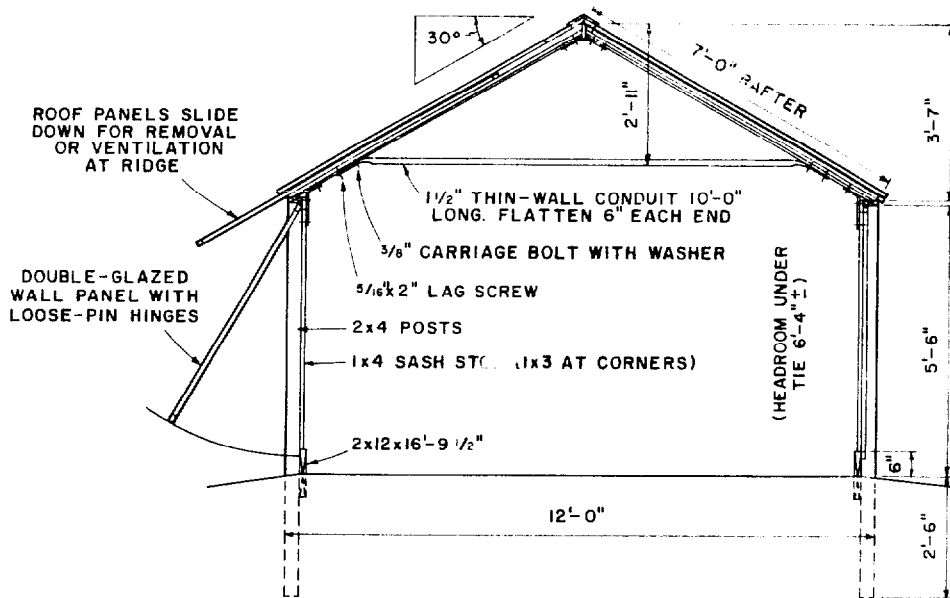 30°
7'-0" RAFTER
2'-11"
3'-7"
ROOF PANELS SLIDE
DOWN FOR REMOVAL
OR VENTILATION
AT RIDGE
1 1/2" THIN-WALL CONDUIT 10'-0"
LONG. FLATTEN 6" EACH END
3/8" CARRIAGE BOLT WITH WASHER
DOUBLE-GLAZED
WALL PANEL WITH
LOOSE-PIN HINGES
5/16"x 2" LAG SCREW
2x4 POSTS
1x4 SASH (1x3 AT CORNERS)
(HEADROOM UNDER
TIE 6'-4"±)
5'-6"
2x12x16'-9 1/2"
6"
12'-0"
2'-6"